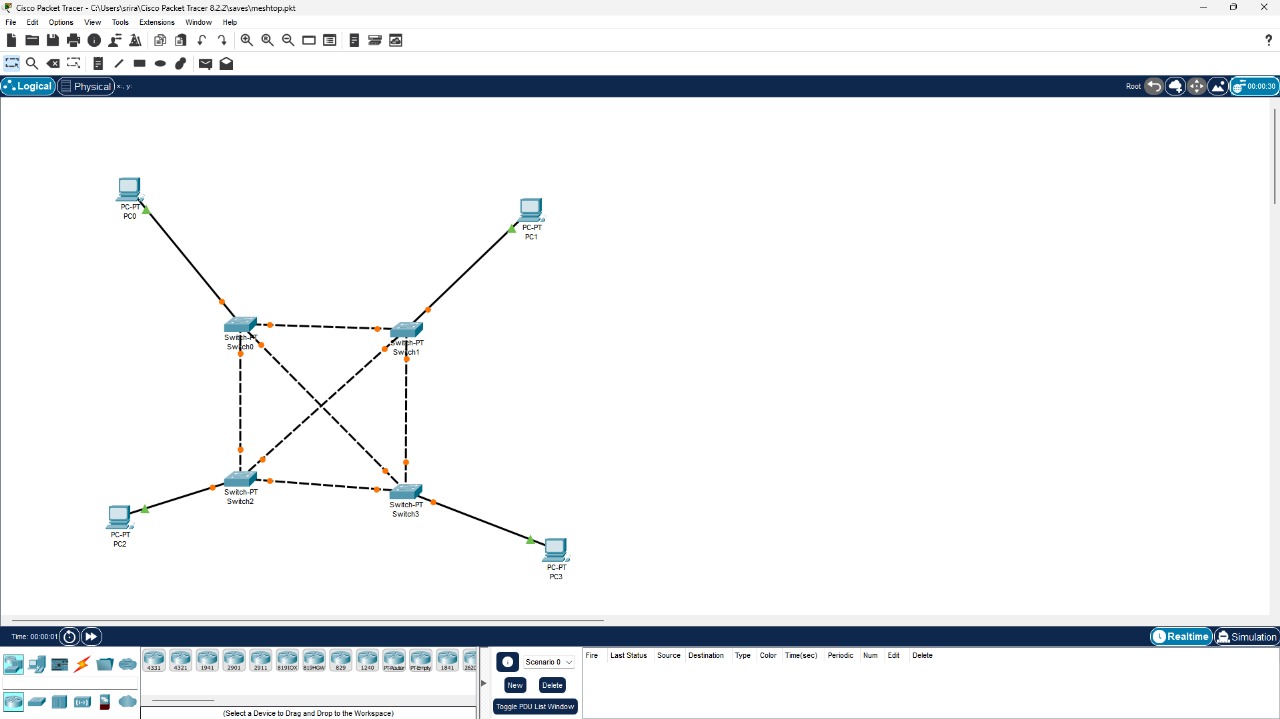 Cisco Packet Tracer - C:\Users\srira\Cisco Packet Tracer 8.2.2\saves\meshtop.pkt
File Edit Options View Tools Extensions Window Help
Logical Physical x:, y:
Root 00:00:30
PC-PT
PC0
PC-PT
PC1
Switch-PT
Switch0
Switch-PT
Switch1
Switch-PT
Switch2
Switch-PT
Switch3
PC-PT
PC2
PC-PT
PC3
Time: 00:00:01
Realtime Simulation
4331 4321 1941 2901 2911 819IOX 819HGW 829 1240 PT-Router PT-Empty 1841 2620
(Select a Device to Drag and Drop to the Workspace)
Scenario 0
New Delete
Toggle PDU List Window
Fire Last Status Source Destination Type Color Time(sec) Periodic Num Edit Delete